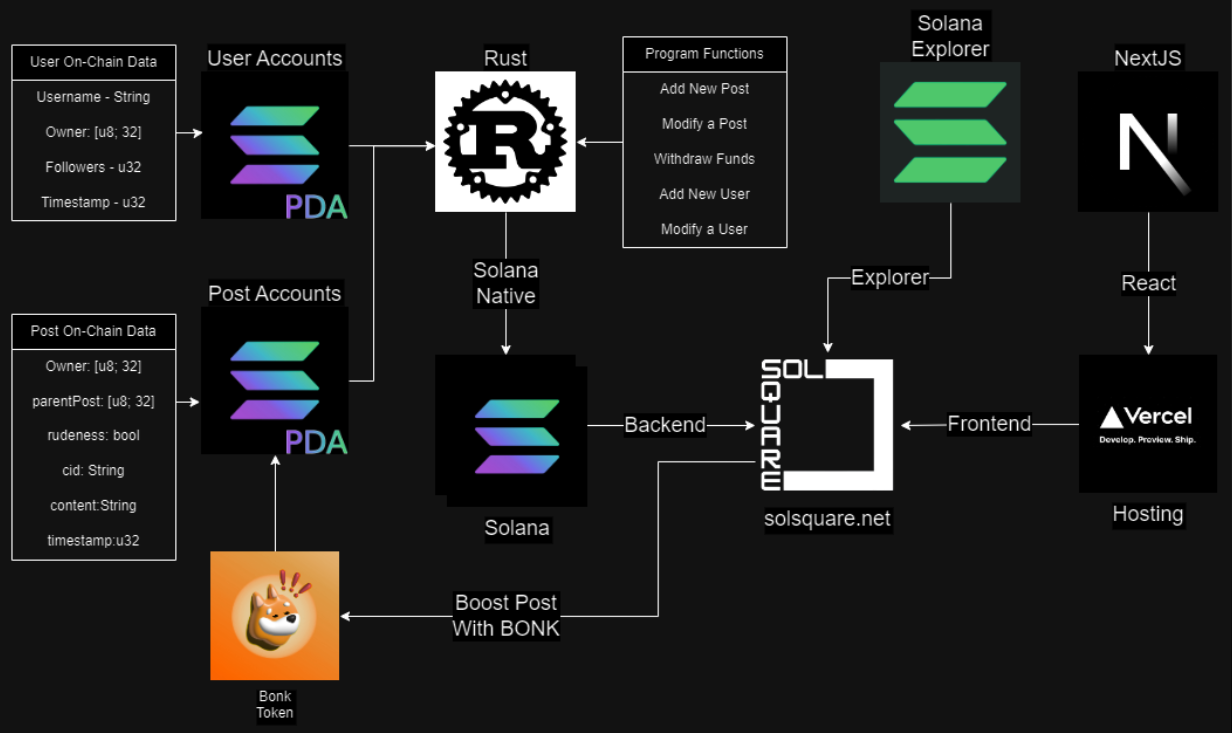 User On-Chain Data
Username - String
Owner: [u8; 32]
Followers - u32
Timestamp - u32
User Accounts
PDA
Rust
R
Program Functions
Add New Post
Modify a Post
Withdraw Funds
Add New User
Modify a User
Solana
Explorer
NextJS
N
Solana
Native
Explorer
React
Post On-Chain Data
Owner: [u8; 32]
parentPost: [u8; 32]
rudeness: bool
cid: String
content:String
timestamp:u32
Post Accounts
PDA
Solana
Backend
SOL
SQUARE
solsquare.net
Frontend
Vercel
Develop. Preview. Ship.
Hosting
Boost Post
With BONK
!!!
Bonk
Token